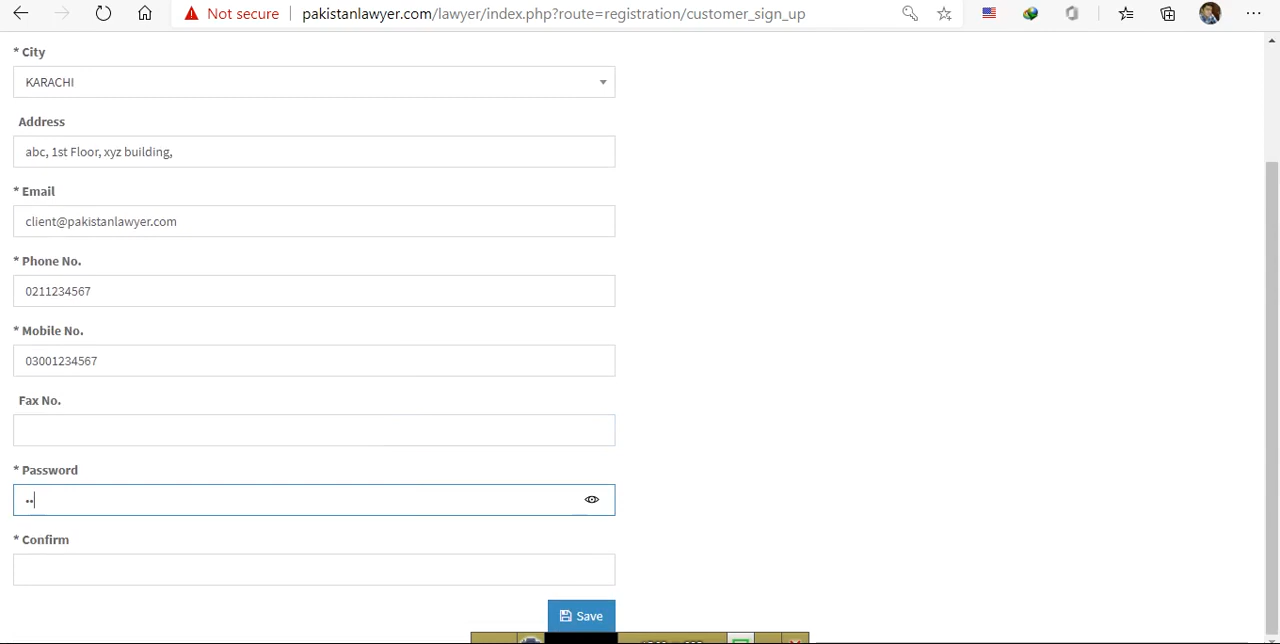 Not secure pakistanlawyer.com/lawyer/index.php?route=registration/customer_sign_up
* City
KARACHI
Address
abc, 1st Floor, xyz building,
* Email
client@pakistanlawyer.com
* Phone No.
0211234567
* Mobile No.
03001234567
Fax No.
* Password
••
* Confirm
Save